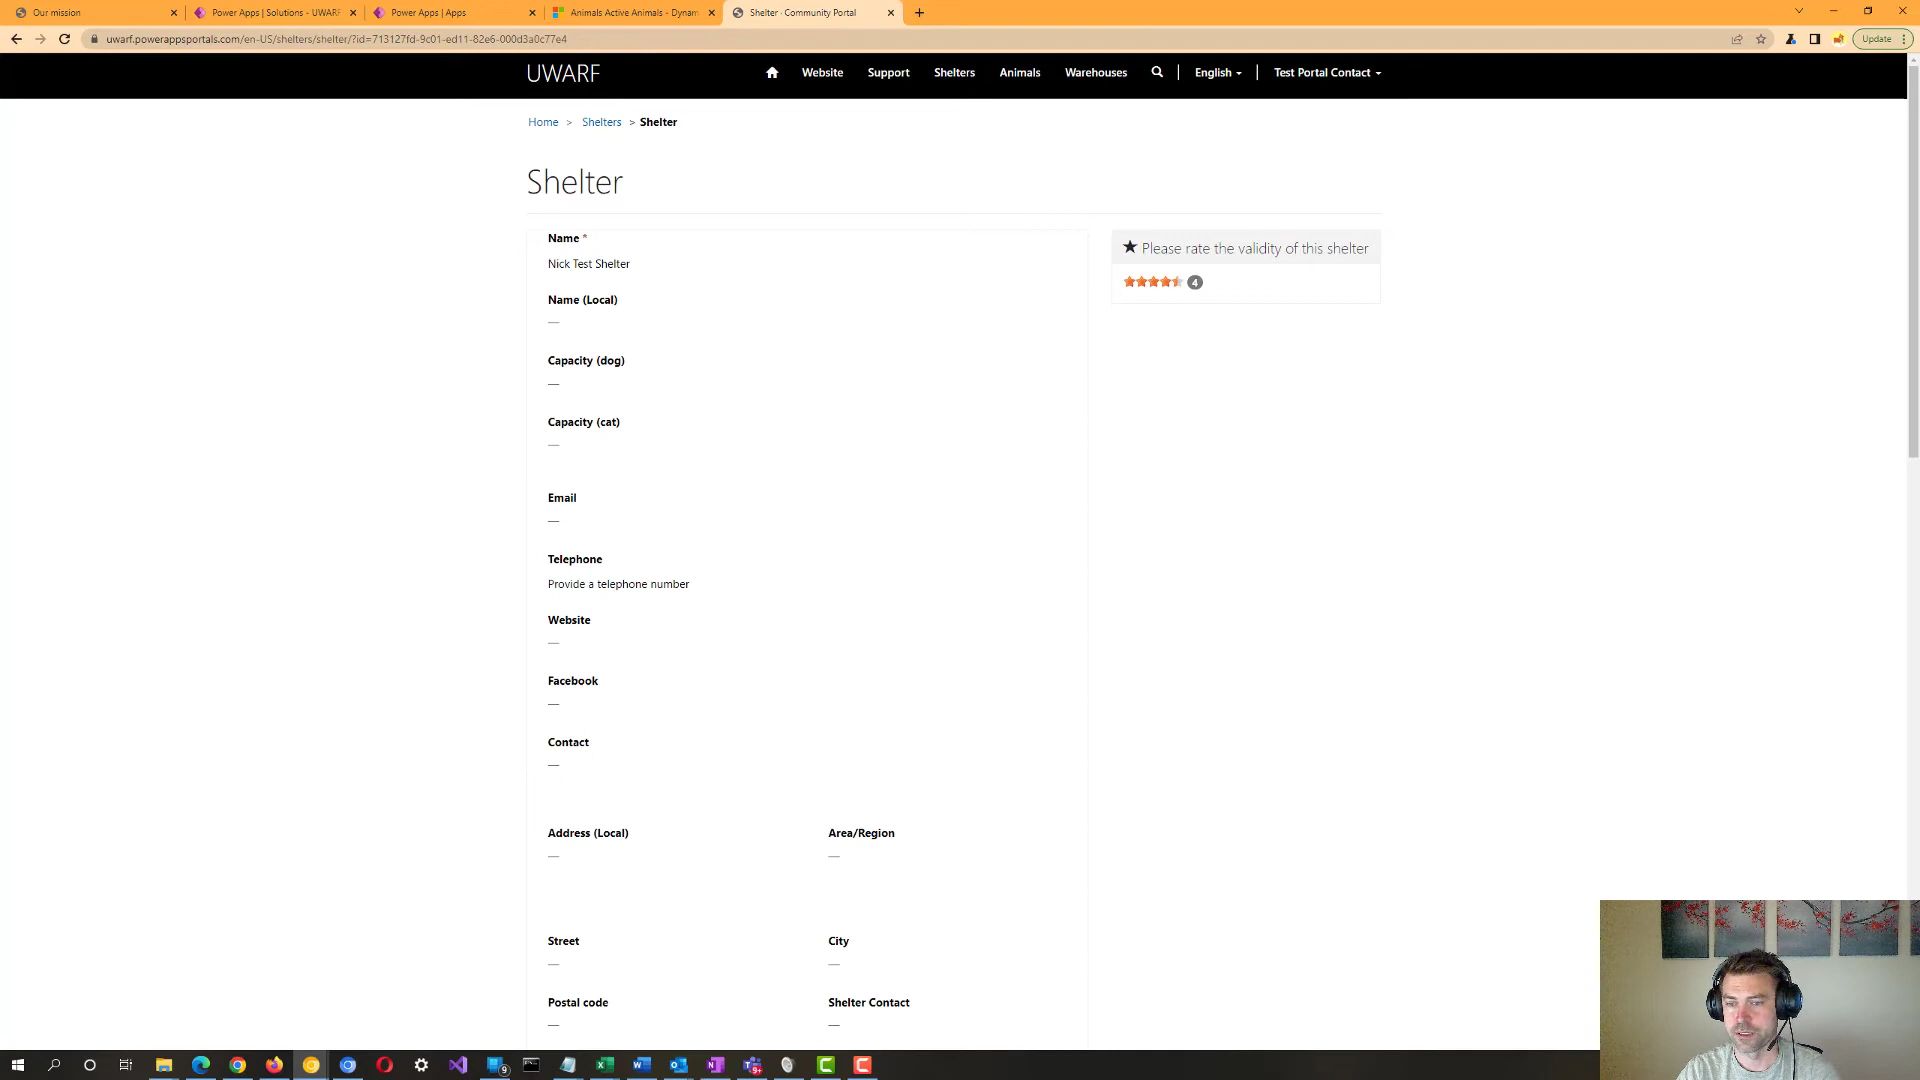 Our mission
Power Apps | Solutions - UWARF
Power Apps | Apps
Animals Active Animals - Dynam
Shelter · Community Portal
uwarf.powerappsportals.com/en-US/shelters/shelter/?id=713127fd-9c01-ed11-82e6-000d3a0c77e4
Update
UWARF
Website
Support
Shelters
Animals
Warehouses
English
Test Portal Contact
Home > Shelters > Shelter
Shelter
Name *
Nick Test Shelter
Name (Local)
—
Capacity (dog)
—
Capacity (cat)
—
Email
—
Telephone
Provide a telephone number
Website
—
Facebook
—
Contact
—
Address (Local)
—
Area/Region
—
Street
—
City
—
Postal code
—
Shelter Contact
—
Please rate the validity of this shelter
4
9
9+